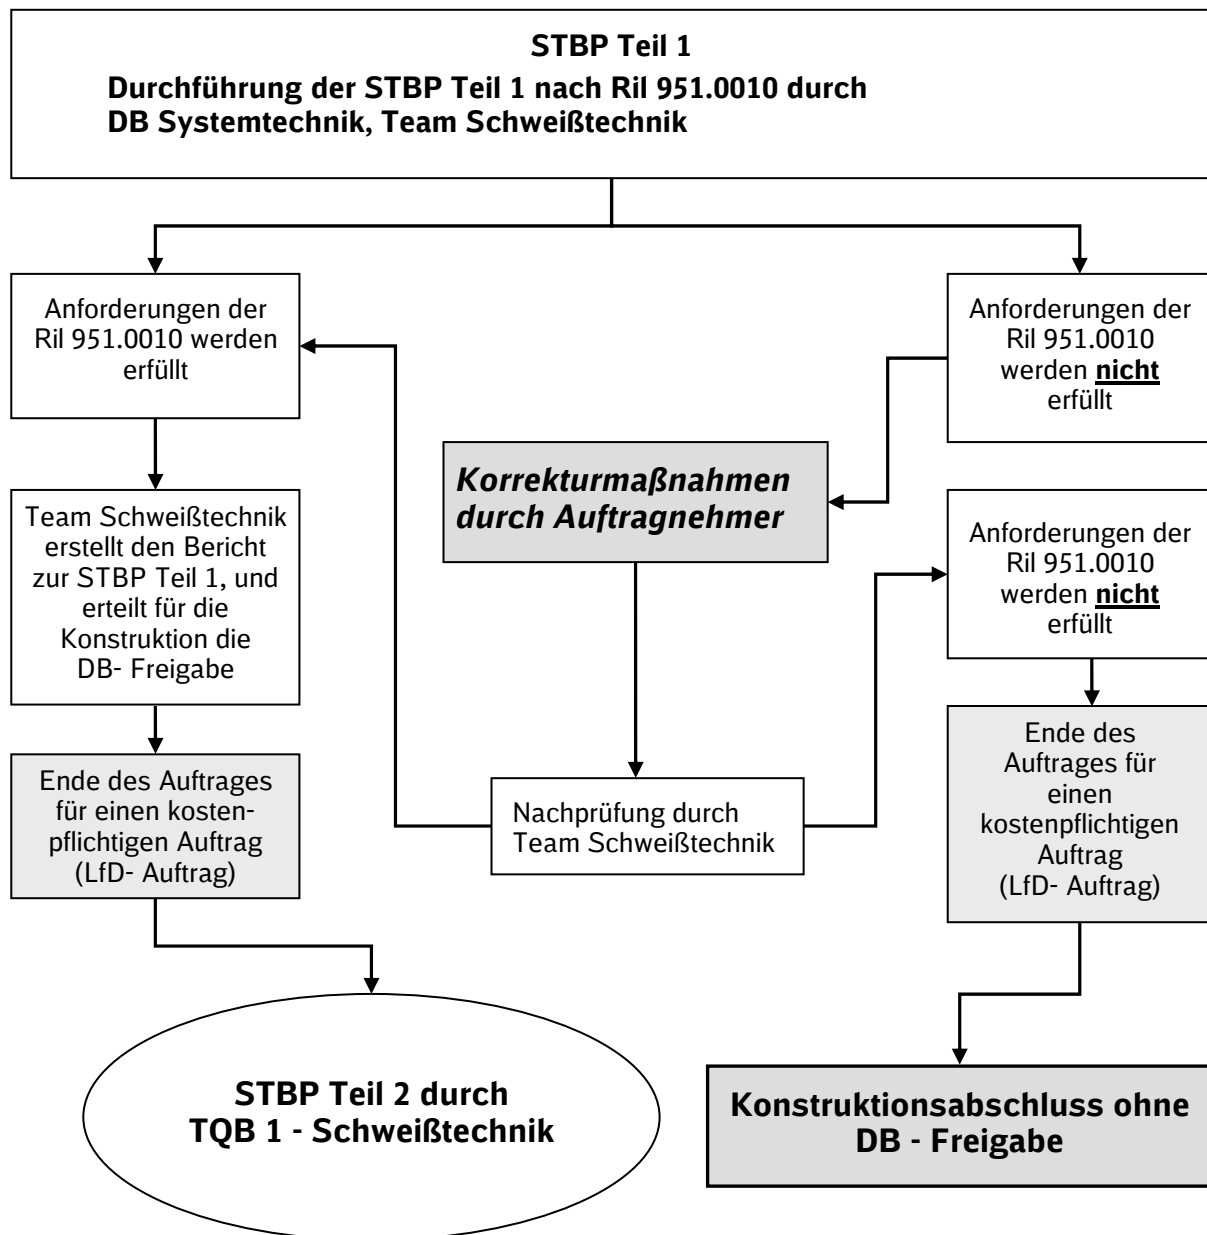 STBP Teil 1
Durchführung der STBP Teil 1 nach Ril 951.0010 durch
DB Systemtechnik, Team Schweißtechnik
Anforderungen der
Ril 951.0010 werden
erfüllt
Anforderungen der
Ril 951.0010
werden nicht
erfüllt
Korrekturmaßnahmen
durch Auftragnehmer
Team Schweißtechnik
erstellt den Bericht
zur STBP Teil 1, und
erteilt für die
Konstruktion die
DB- Freigabe
Anforderungen der
Ril 951.0010
werden nicht
erfüllt
Ende des Auftrages
für einen kosten-
pflichtigen Auftrag
(LfD- Auftrag)
Nachprüfung durch
Team Schweißtechnik
Ende des
Auftrages für
einen
kostenpflichtigen
Auftrag
(LfD- Auftrag)
STBP Teil 2 durch
TQB 1 - Schweißtechnik
Konstruktionsabschluss ohne
DB - Freigabe